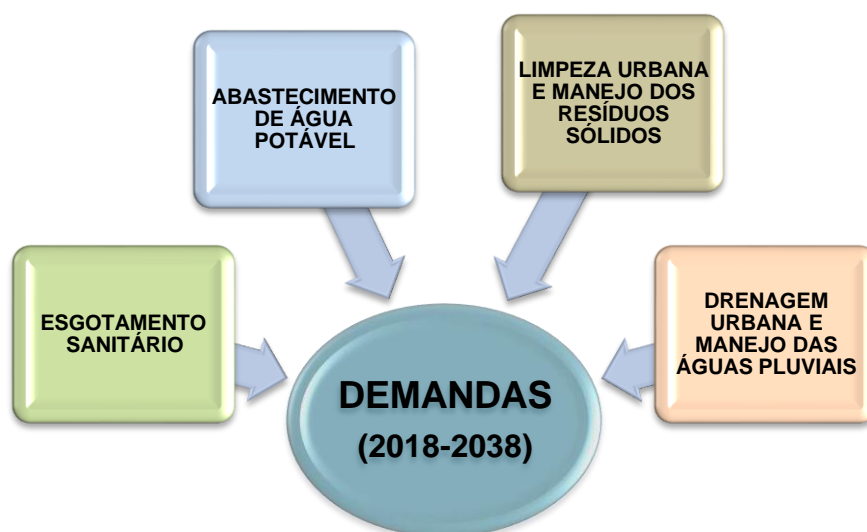 ESGOTAMENTO
SANITÁRIO
ABASTECIMENTO
DE ÁGUA
POTÁVEL
LIMPEZA URBANA
E MANEJO DOS
RESÍDUOS
SÓLIDOS
DRENAGEM
URBANA E
MANEJO DAS
ÁGUAS PLUVIAIS
DEMANDAS
(2018-2038)